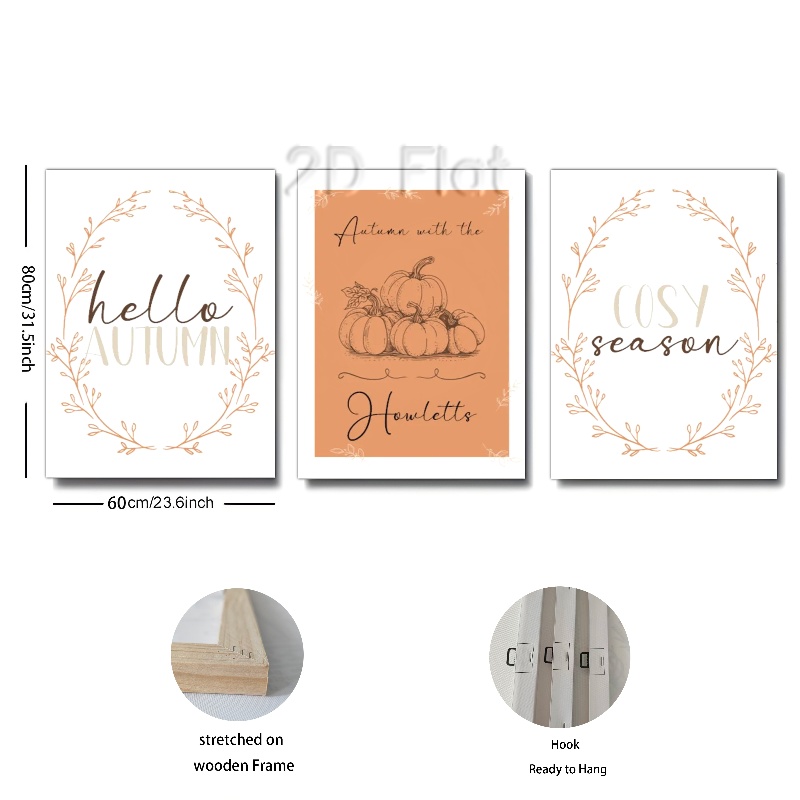 2D Flat
hello
AUTUMN
Autumn with the
Howletts
COSY
season
80cm/31.5inch
60cm/23.6inch
stretched on
wooden Frame
Hook
Ready to Hang